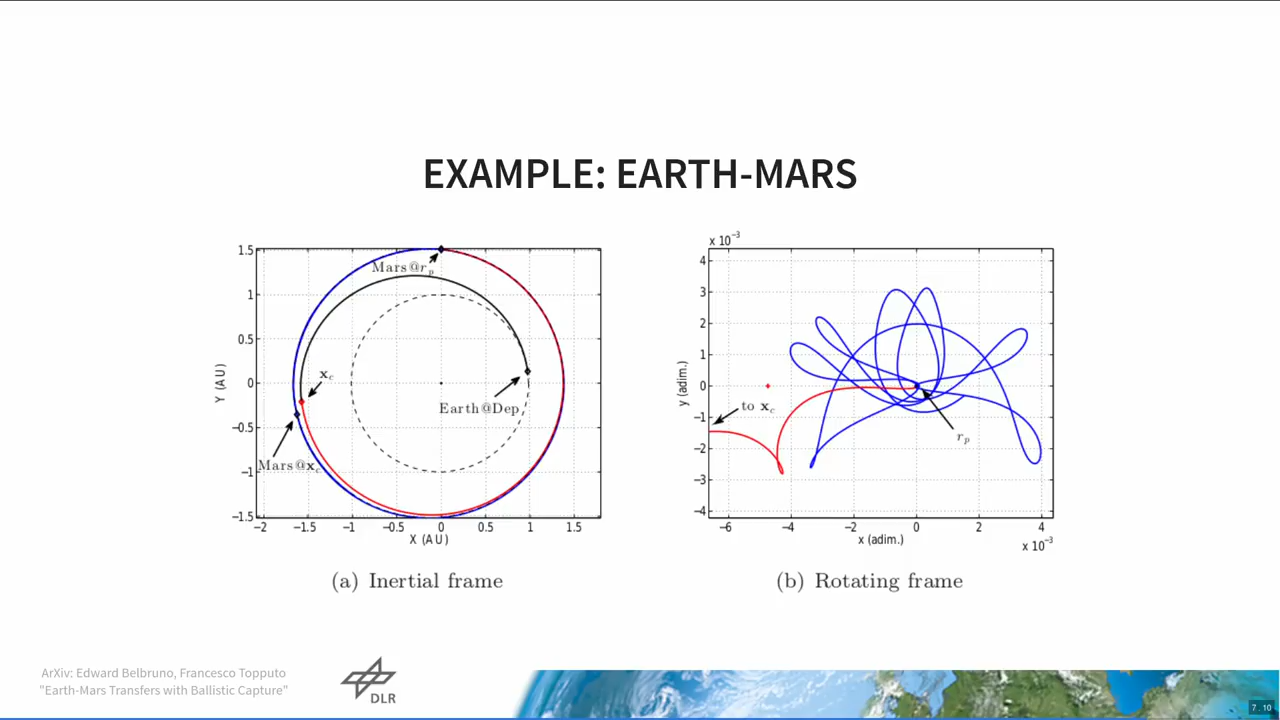 EXAMPLE: EARTH-MARS
1.5
1
0.5
0
−0.5
−1
−1.5
−2
−1.5
−1
−0.5
0
0.5
1
1.5
Y (AU)
X (AU)
Mars@r_p
x_c
Earth@Dep.
Mars@x_c
(a) Inertial frame
x 10^−3
4
3
2
1
0
−1
−2
−3
−4
−6
−4
−2
0
2
4
y (adim.)
x (adim.)
x 10^−3
to x_c
r_p
(b) Rotating frame
ArXiv: Edward Belbruno, Francesco Topputo
"Earth-Mars Transfers with Ballistic Capture"
DLR
7 . 10